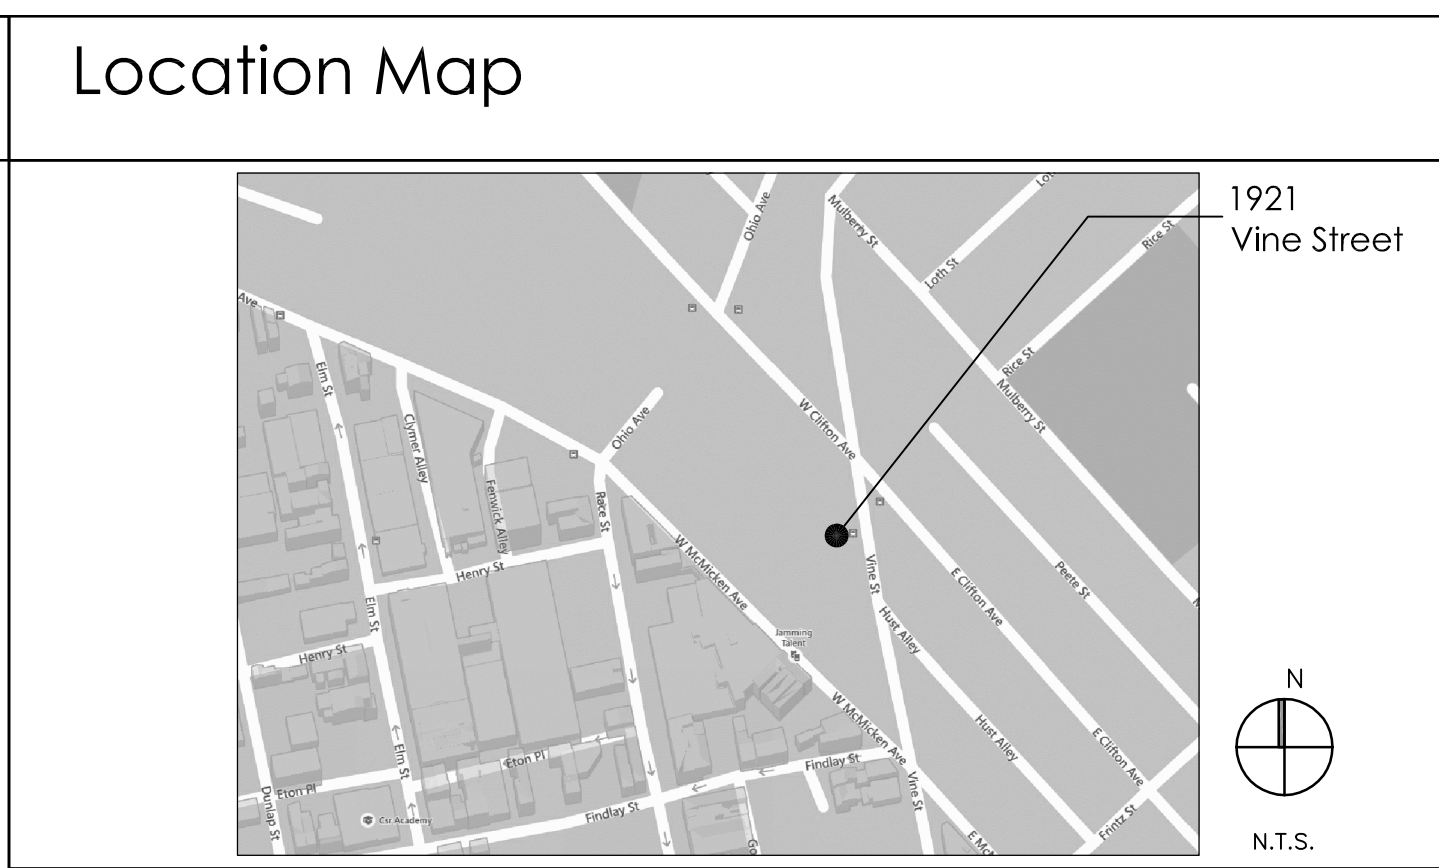 Location Map
1921
Vine Street
Ohio Ave
Mulberry St
Rice St
Loth St
Ave
Rice St
Elm St
Mulberry St
W Clifton Ave
Ohio Ave
Clymer Alley
Fenwick Alley
Race St
W McMicken Ave
Vine St
E Clifton Ave
Peete St
Henry St
Elm St
Hust Alley
Jamming
Talent
Henry St
N
W McMicken Ave
Hust Alley
E Clifton Ave
Elm St
Eton Pl
Findlay St
Vine St
Eton Pl
Dunlap St
Csr Academy
Findlay St
Frintz St
N.T.S.